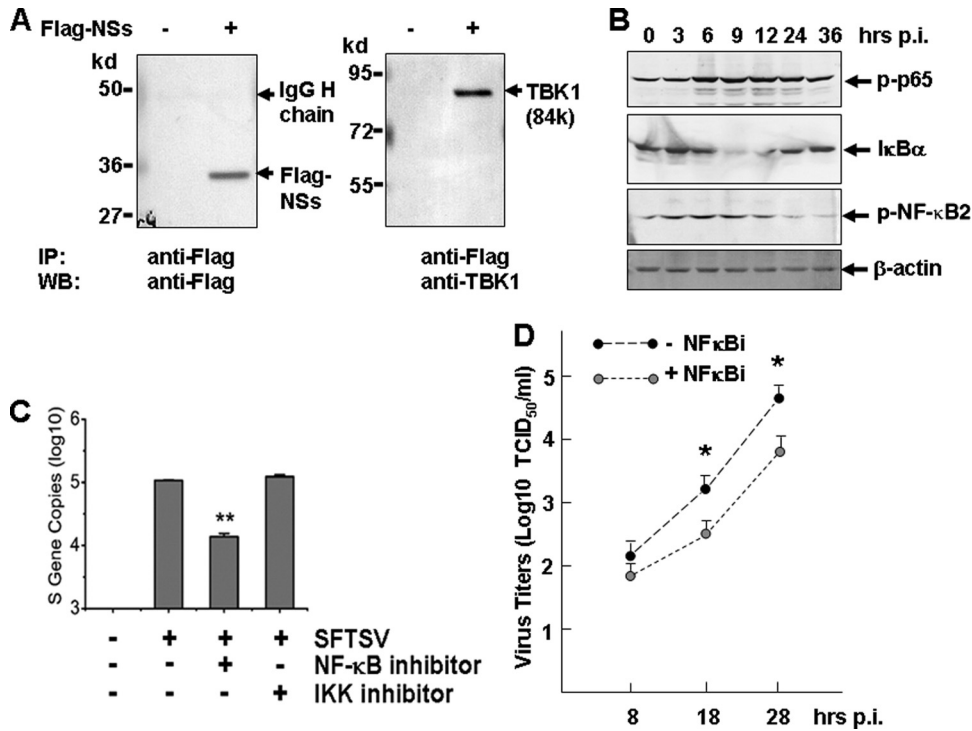 A
Flag-NSs - +
kd
50
36
27
IgG H
chain
Flag-
NSs
- +
kd
95
72
55
TBK1
(84k)
IP: anti-Flag anti-Flag
WB: anti-Flag anti-TBK1
B
0 3 6 9 12 24 36 hrs p.i.
p-p65
IκBα
p-NF-κB2
β-actin
C
S Gene Copies (log10)
6
5
4
3
**
- + + + SFTSV
- - + - NF-κB inhibitor
- - - + IKK inhibitor
D
- NFκBi
+ NFκBi
Virus Titers (Log10 TCID50/ml)
5
4
3
2
1
*
*
8 18 28 hrs p.i.